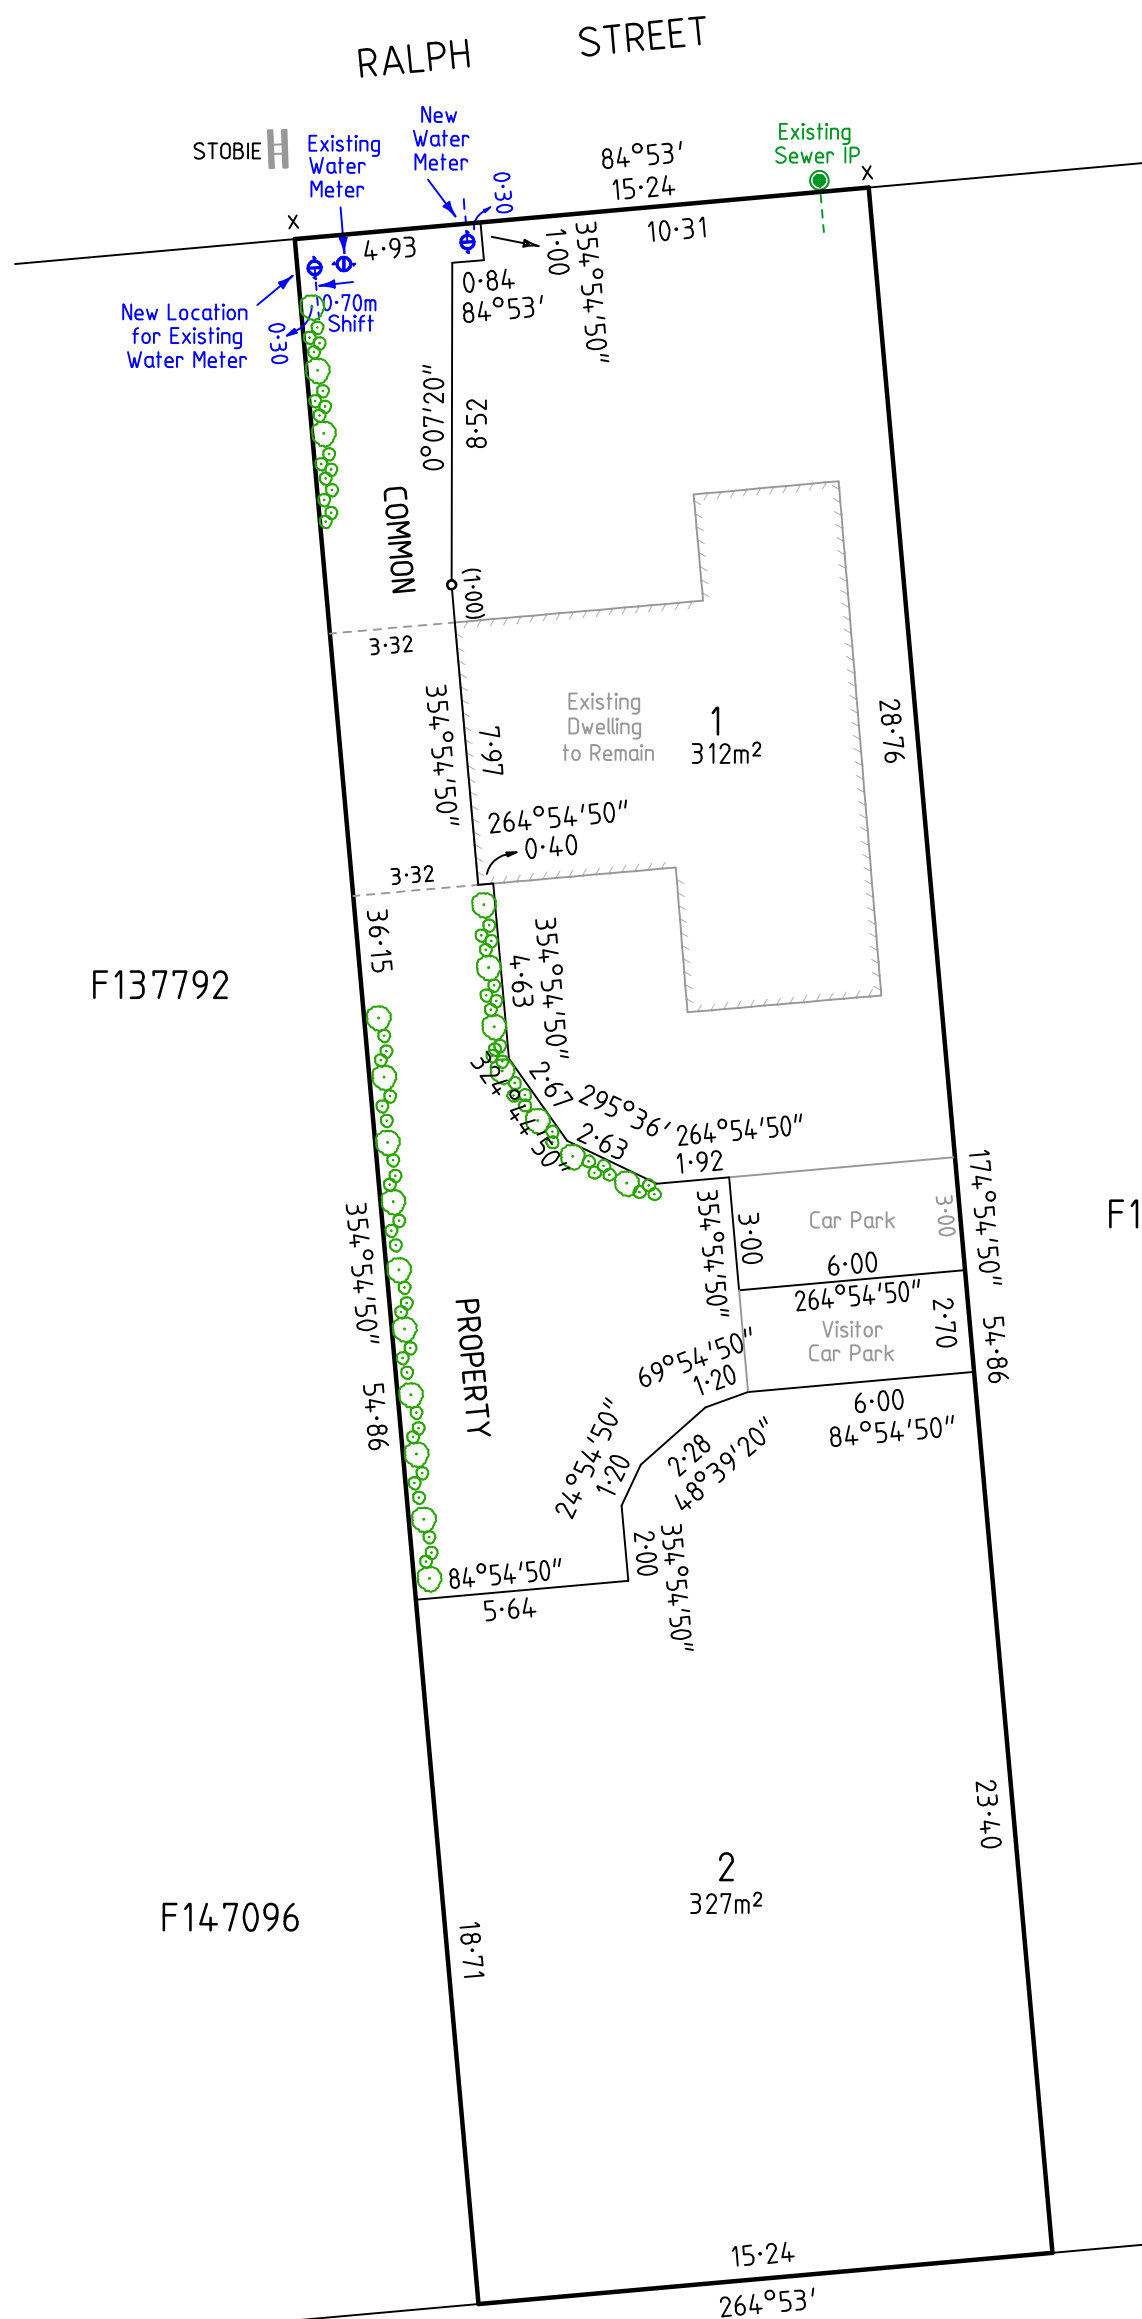 RALPH STREET
STOBIE
Existing
Water
Meter
New
Water
Meter
0·30
84°53'
15·24
Existing
Sewer IP
x
x
4·93
10·31
1·00
354°54'50"
0·84
84°53'
New Location
for Existing
Water Meter
0·70m
Shift
0·30
0°07'20"
8·52
COMMON
(1·00)
3·32
354°54'50"
7·97
Existing
Dwelling
to Remain
1
312m²
28·76
264°54'50"
0·40
3·32
36·15
F137792
354°54'50"
4·63
324°44'50"
2·67
295°36'
2·63
264°54'50"
1·92
354°54'50"
3·00
Car Park
3·00
6·00
264°54'50"
174°54'50"
54·86
F1
2·70
Visitor
Car Park
354°54'50"
54·86
PROPERTY
69°54'50"
1·20
6·00
84°54'50"
24°54'50"
1·20
2·28
48°39'20"
2·00
354°54'50"
84°54'50"
5·64
23·40
2
327m²
F147096
18·71
15·24
264°53'